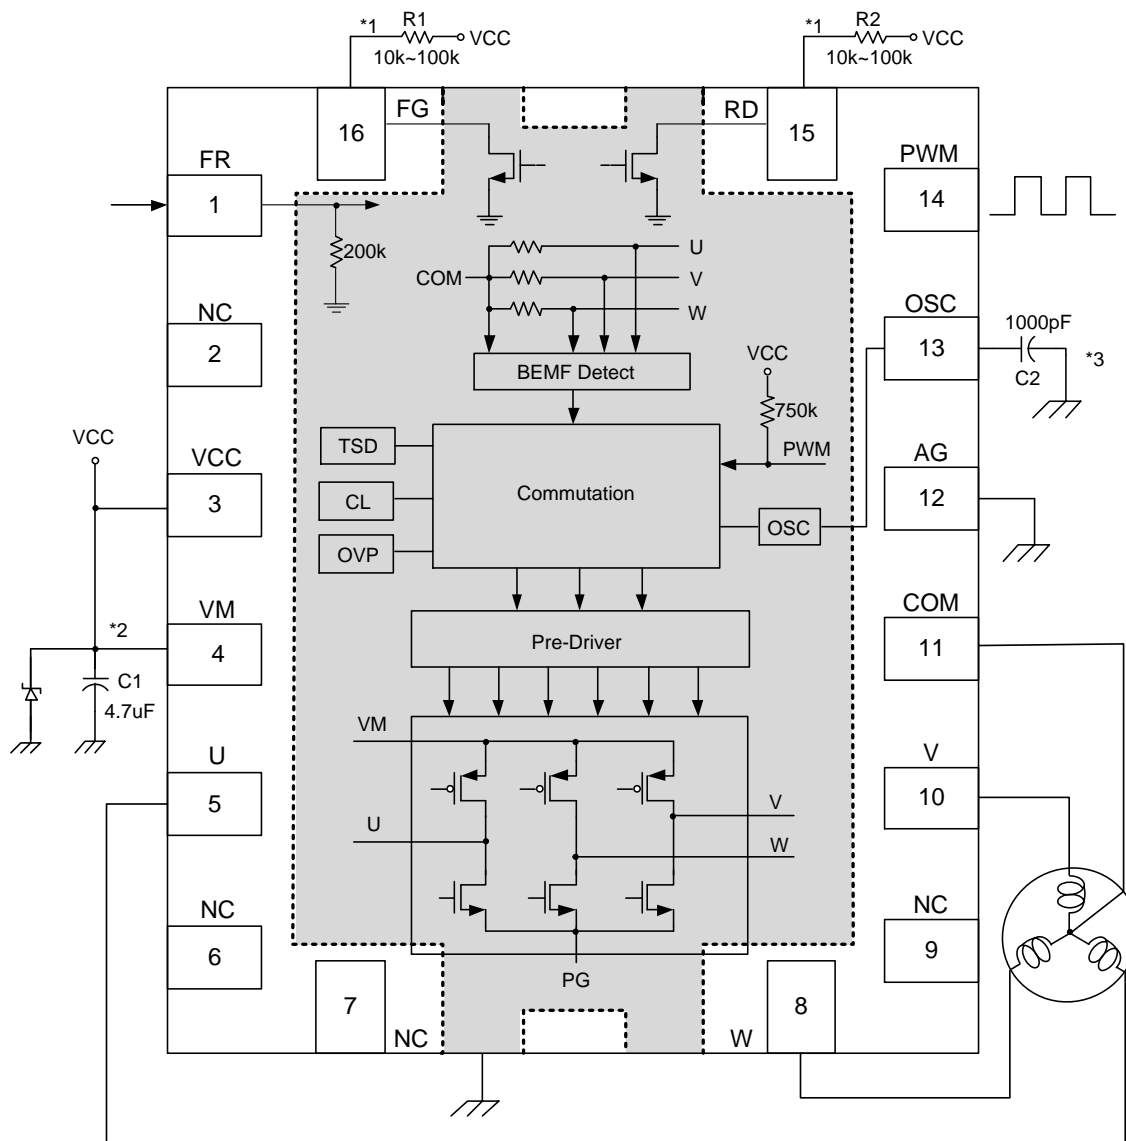 *1 R1 VCC
10k~100k
*1 R2 VCC
10k~100k
16 FG
RD 15
FR
1
PWM
14
200k
U
COM V
W
NC
2
OSC
13
1000pF
C2
*3
BEMF Detect
VCC
750k
PWM
VCC
VCC
3
TSD
CL
OVP
Commutation
OSC
AG
12
VM
4
*2
C1
4.7uF
COM
11
Pre-Driver
VM
U
V
W
PG
U
5
V
10
NC
6
NC
9
7 NC
W 8